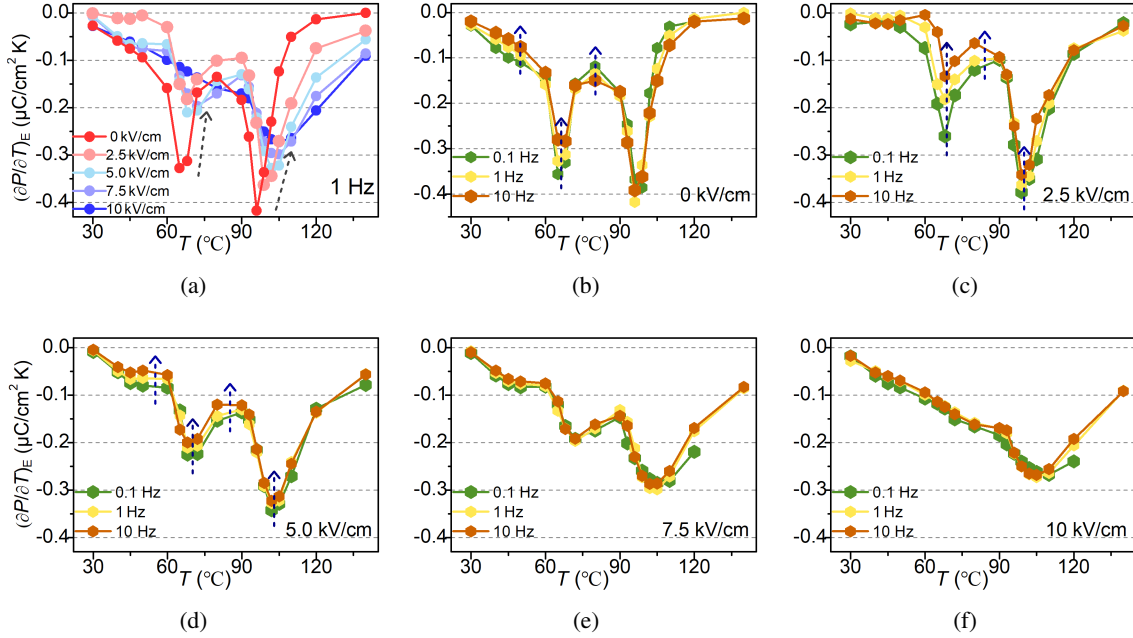 (∂P/∂T)E (μC/cm² K)
0.0
-0.1
-0.2
-0.3
-0.4
0 kV/cm
2.5 kV/cm
5.0 kV/cm
7.5 kV/cm
10 kV/cm
1 Hz
30 60 90 120
T (℃)
(a)
0.0
-0.1
-0.2
-0.3
-0.4
0.1 Hz
1 Hz
10 Hz
0 kV/cm
30 60 90 120
T (℃)
(b)
0.0
-0.1
-0.2
-0.3
-0.4
0.1 Hz
1 Hz
10 Hz
2.5 kV/cm
30 60 90 120
T (℃)
(c)
(∂P/∂T)E (μC/cm² K)
0.0
-0.1
-0.2
-0.3
-0.4
0.1 Hz
1 Hz
10 Hz
5.0 kV/cm
30 60 90 120
T (℃)
(d)
0.0
-0.1
-0.2
-0.3
-0.4
0.1 Hz
1 Hz
10 Hz
7.5 kV/cm
30 60 90 120
T (℃)
(e)
0.0
-0.1
-0.2
-0.3
-0.4
0.1 Hz
1 Hz
10 Hz
10 kV/cm
30 60 90 120
T (℃)
(f)